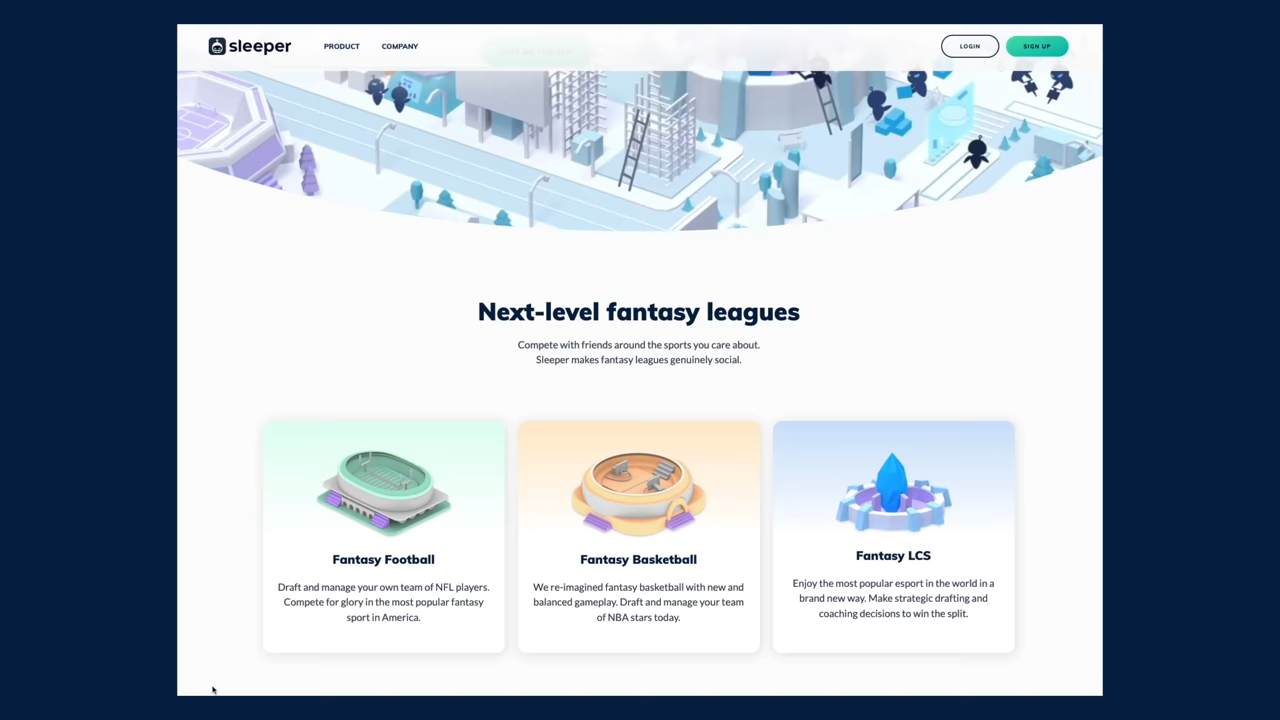 sleeper
PRODUCT
COMPANY
LOGIN
SIGN UP
Next-level fantasy leagues
Compete with friends around the sports you care about.
Sleeper makes fantasy leagues genuinely social.
Fantasy Football
Draft and manage your own team of NFL players.
Compete for glory in the most popular fantasy
sport in America.
Fantasy Basketball
We re-imagined fantasy basketball with new and
balanced gameplay. Draft and manage your team
of NBA stars today.
Fantasy LCS
Enjoy the most popular esport in the world in a
brand new way. Make strategic drafting and
coaching decisions to win the split.